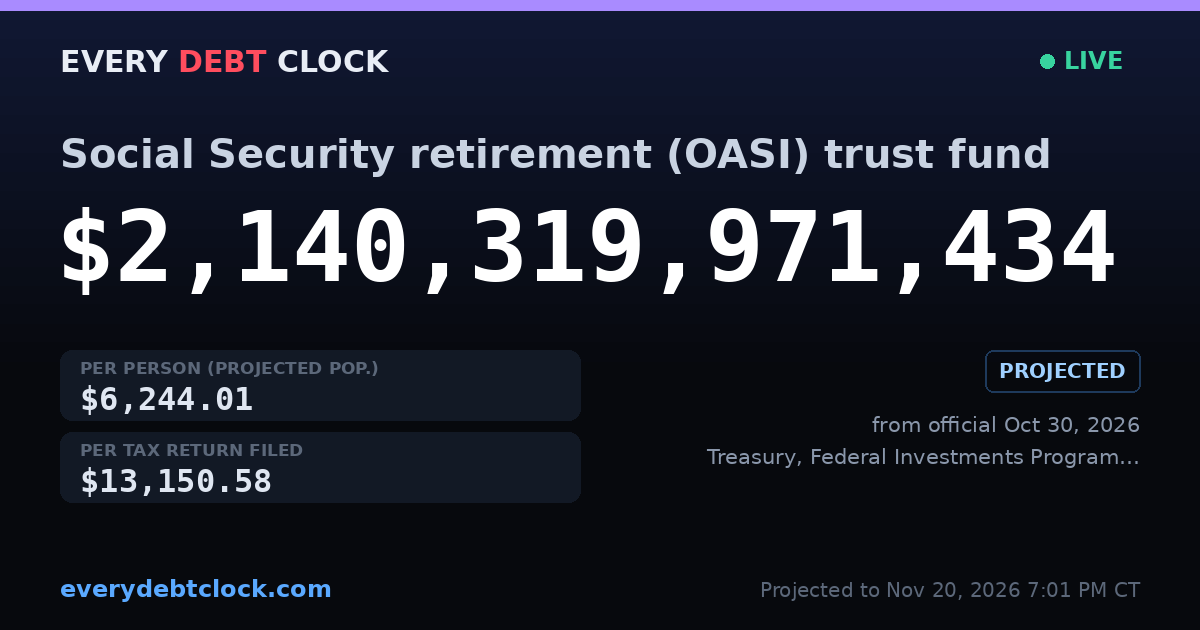 EVERY DEBT CLOCK
LIVE
Social Security retirement (OASI) trust fund
$2,140,319,971,434
PER PERSON (PROJECTED POP.)
$6,244.01
PER TAX RETURN FILED
$13,150.58
PROJECTED
from official Oct 30, 2026
Treasury, Federal Investments Program...
everydebtclock.com
Projected to Nov 20, 2026 7:01 PM CT